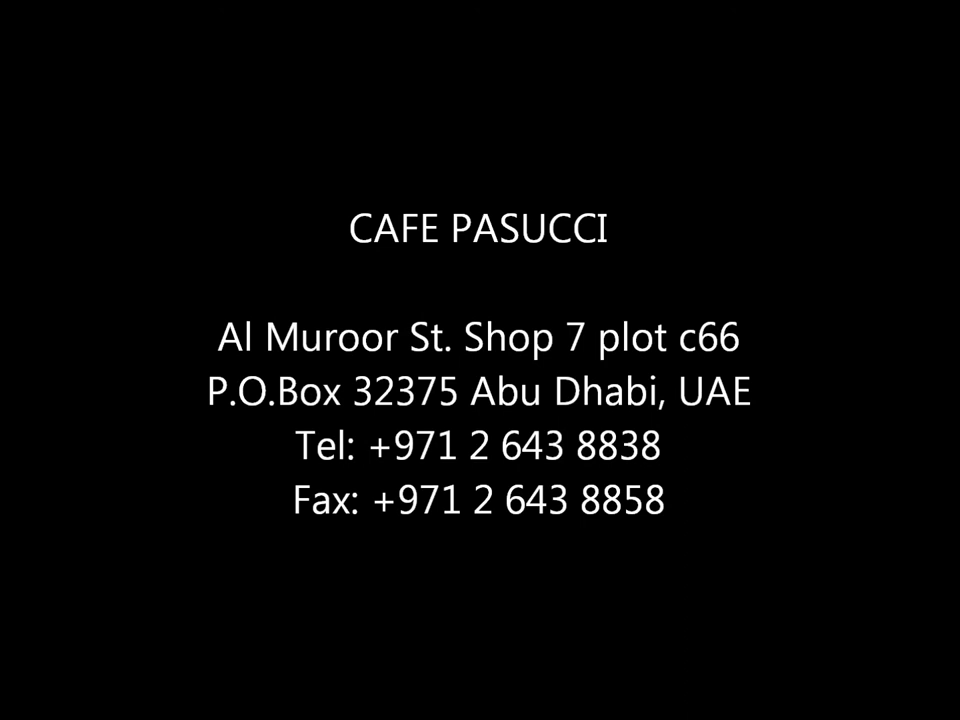 CAFE PASUCCI
Al Muroor St. Shop 7 plot c66
P.O.Box 32375 Abu Dhabi, UAE
Tel: +971 2 643 8838
Fax: +971 2 643 8858